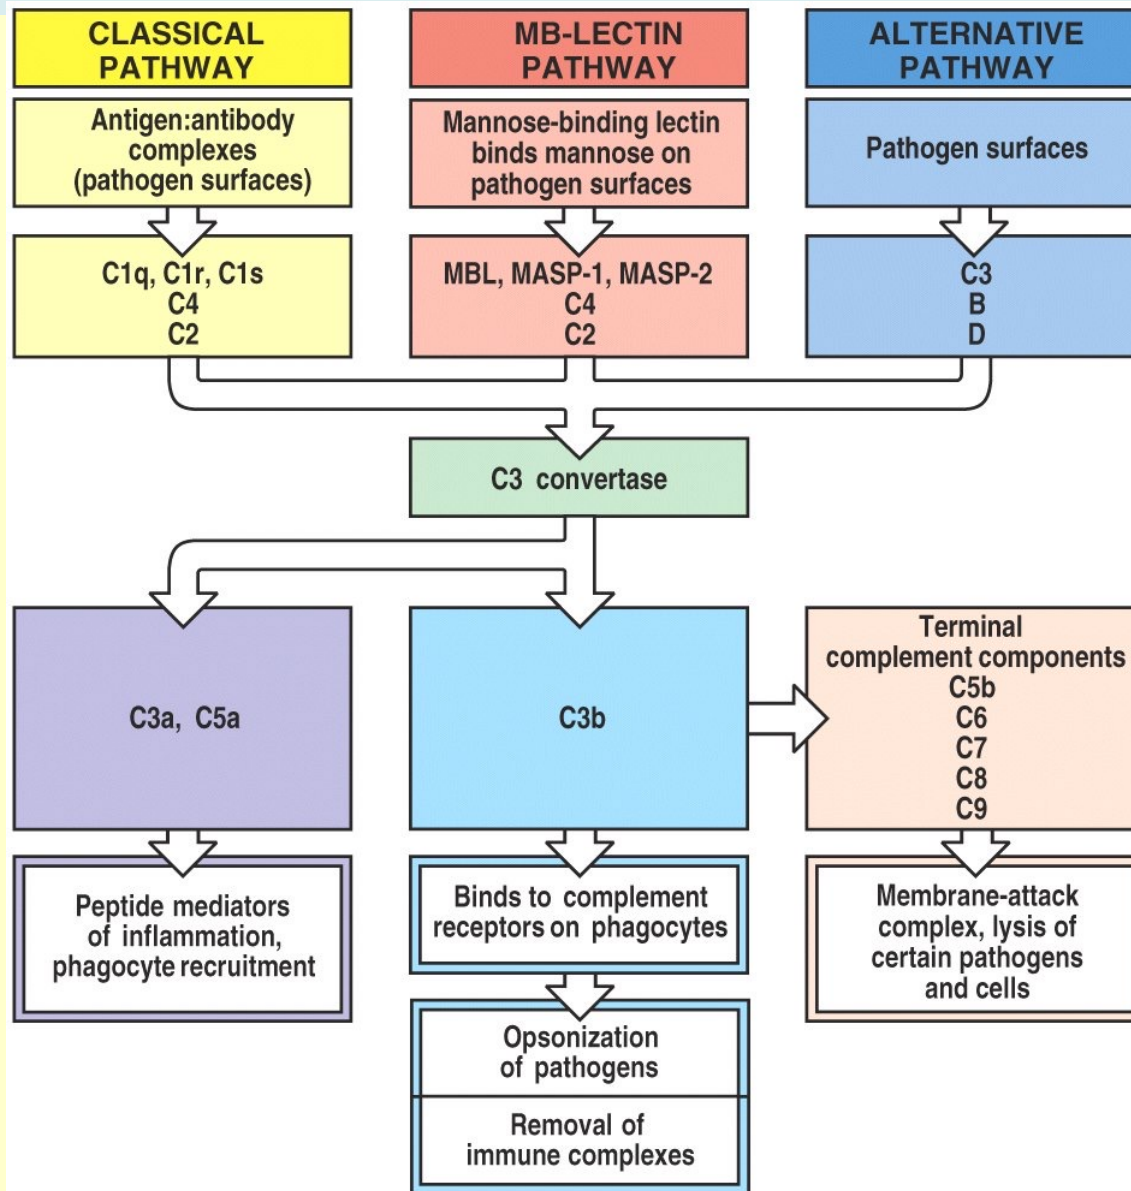 CLASSICAL
PATHWAY
Antigen:antibody
complexes
(pathogen surfaces)
C1q, C1r, C1s
C4
C2
MB-LECTIN
PATHWAY
Mannose-binding lectin
binds mannose on
pathogen surfaces
MBL, MASP-1, MASP-2
C4
C2
ALTERNATIVE
PATHWAY
Pathogen surfaces
C3
B
D
C3 convertase
C3a, C5a
Peptide mediators
of inflammation,
phagocyte recruitment
C3b
Binds to complement
receptors on phagocytes
Opsonization
of pathogens
Removal of
immune complexes
Terminal
complement components
C5b
C6
C7
C8
C9
Membrane-attack
complex, lysis of
certain pathogens
and cells